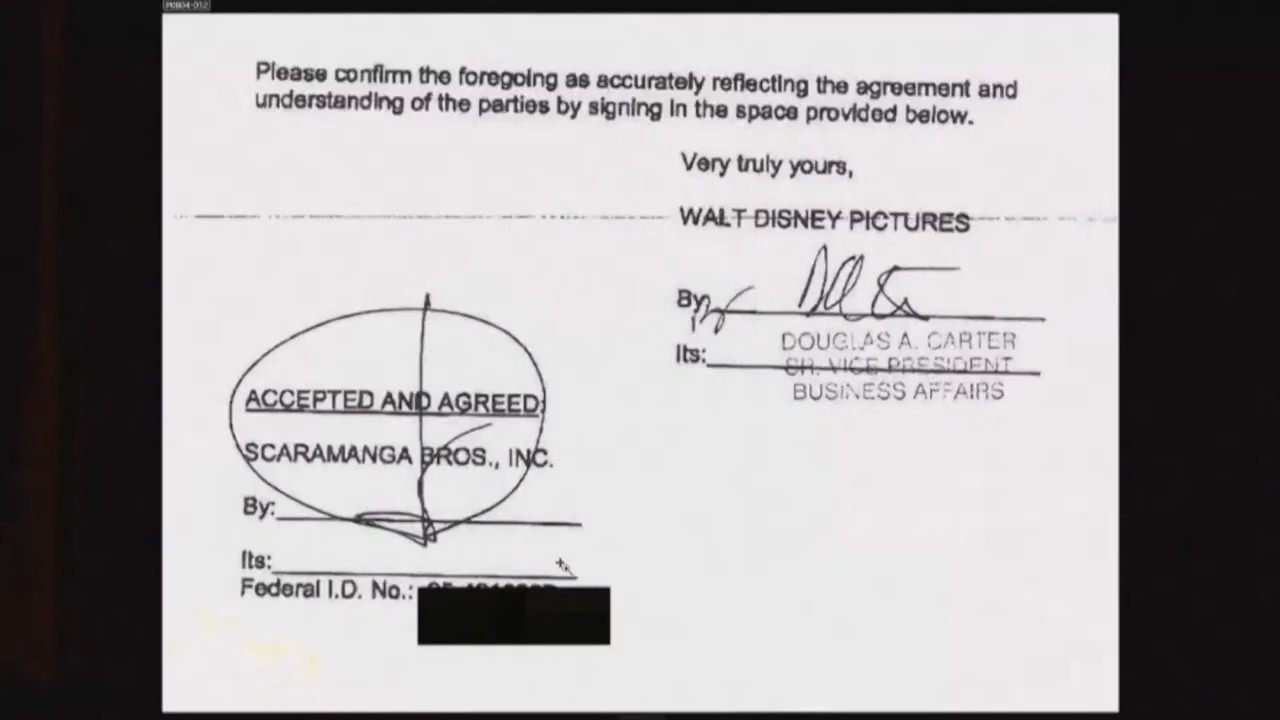 P0804-012
Please confirm the foregoing as accurately reflecting the agreement and
understanding of the parties by signing in the space provided below.
Very truly yours,
WALT DISNEY PICTURES
By:
DOUGLAS A. CARTER
Its:
SR. VICE PRESIDENT
BUSINESS AFFAIRS
ACCEPTED AND AGREED:
SCARAMANGA BROS., INC.
By:
Its:
Federal I.D. No.: